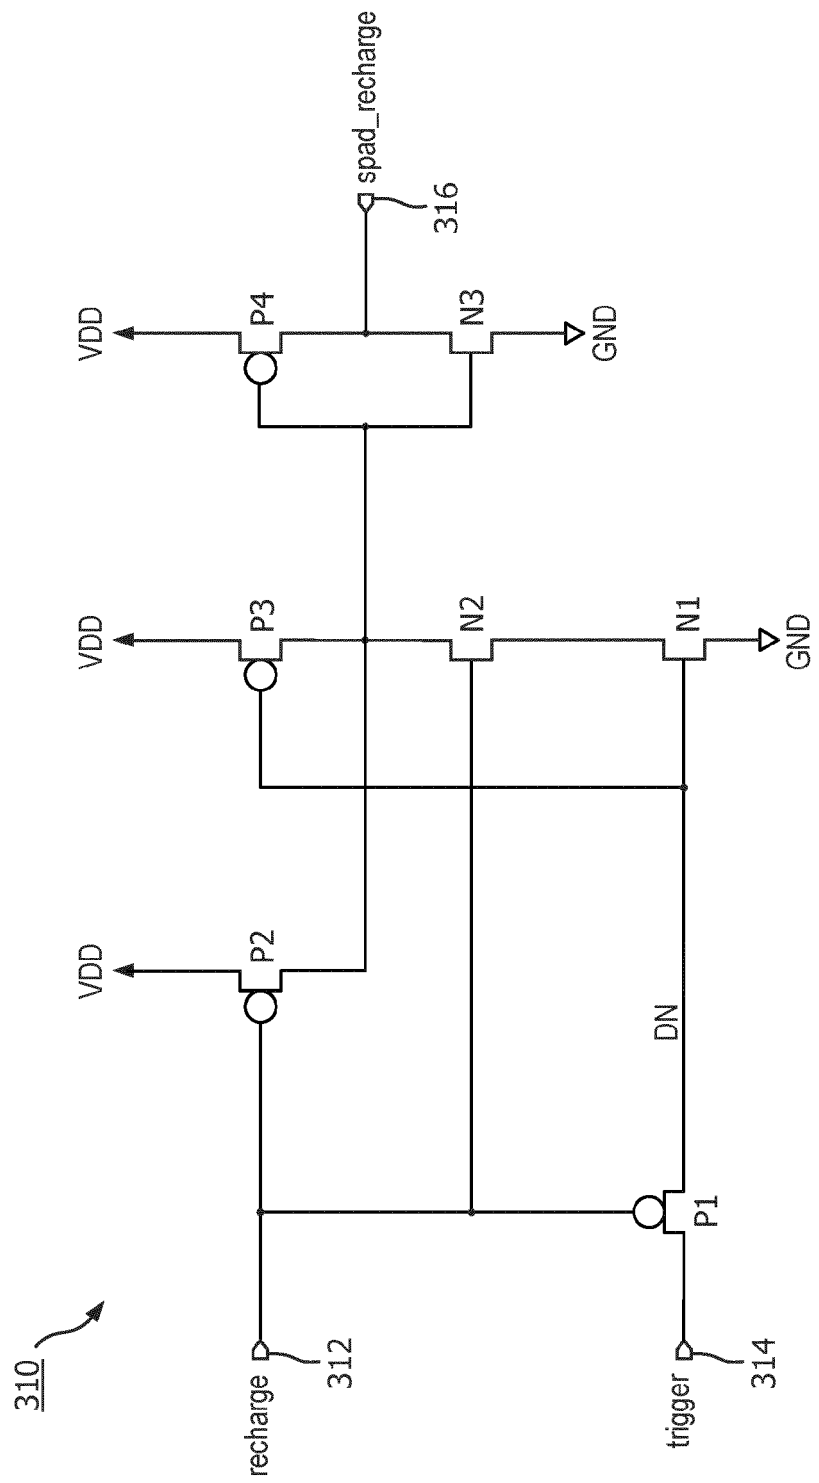 310
recharge
312
trigger
314
VDD
P2
P1
DN
VDD
P3
N2
N1
GND
VDD
P4
N3
GND
316
spad_recharge